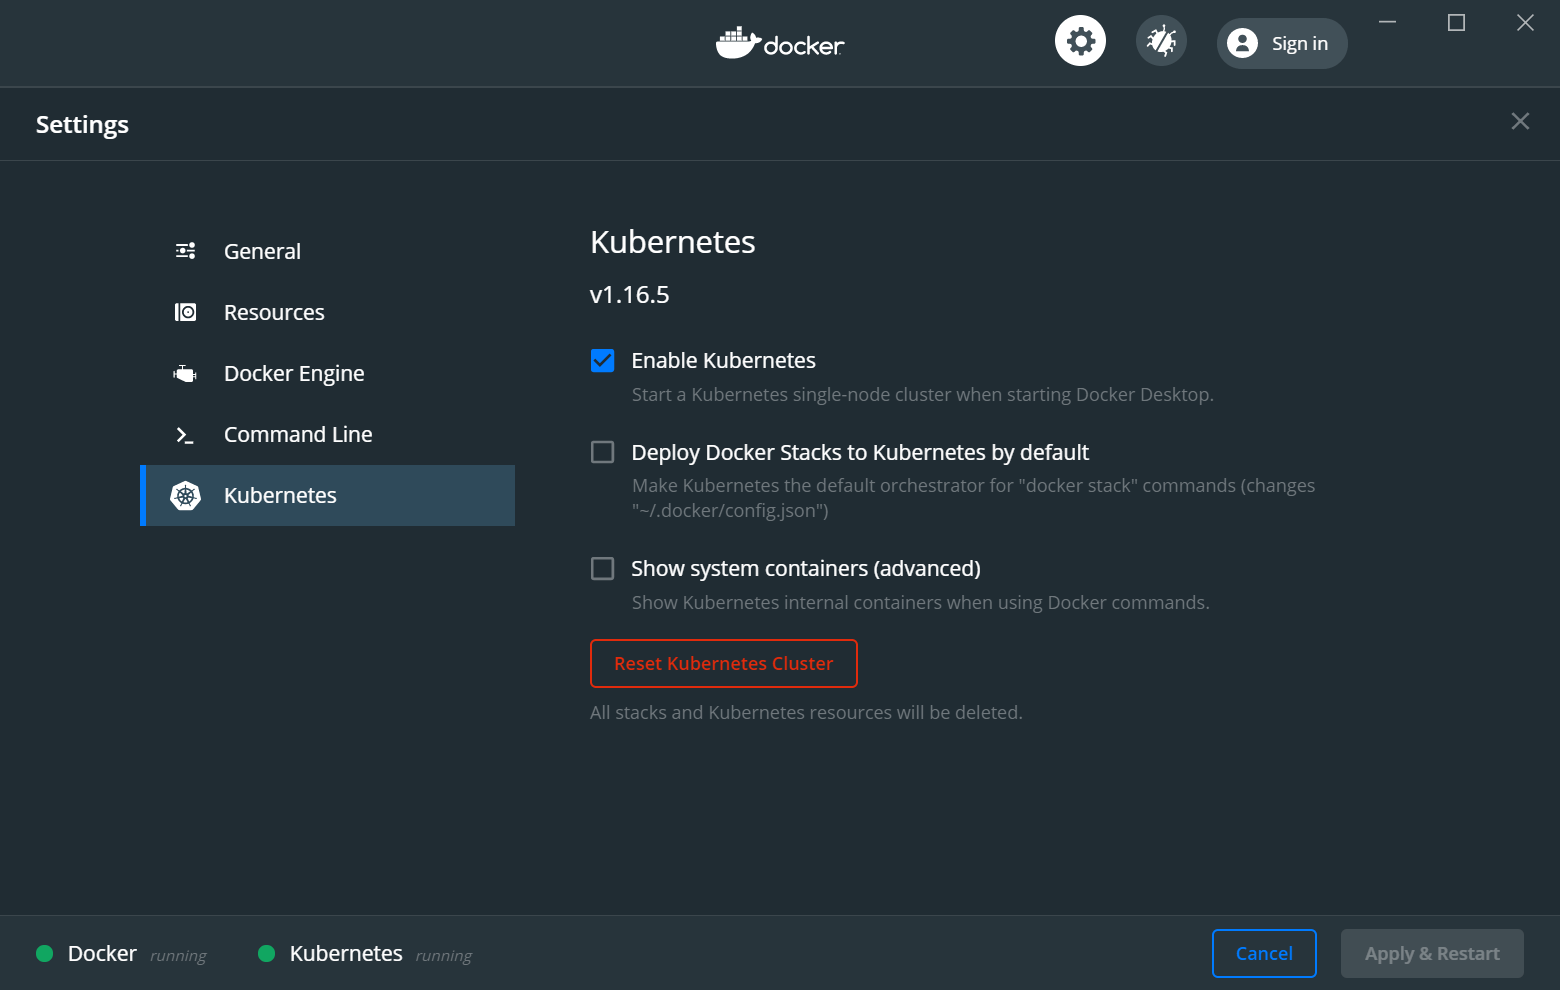 docker
Sign in
Settings
General
Resources
Docker Engine
Command Line
Kubernetes
Kubernetes
v1.16.5
Enable Kubernetes
Start a Kubernetes single-node cluster when starting Docker Desktop.
Deploy Docker Stacks to Kubernetes by default
Make Kubernetes the default orchestrator for "docker stack" commands (changes
"~/.docker/config.json")
Show system containers (advanced)
Show Kubernetes internal containers when using Docker commands.
Reset Kubernetes Cluster
All stacks and Kubernetes resources will be deleted.
Docker running Kubernetes running Cancel Apply & Restart